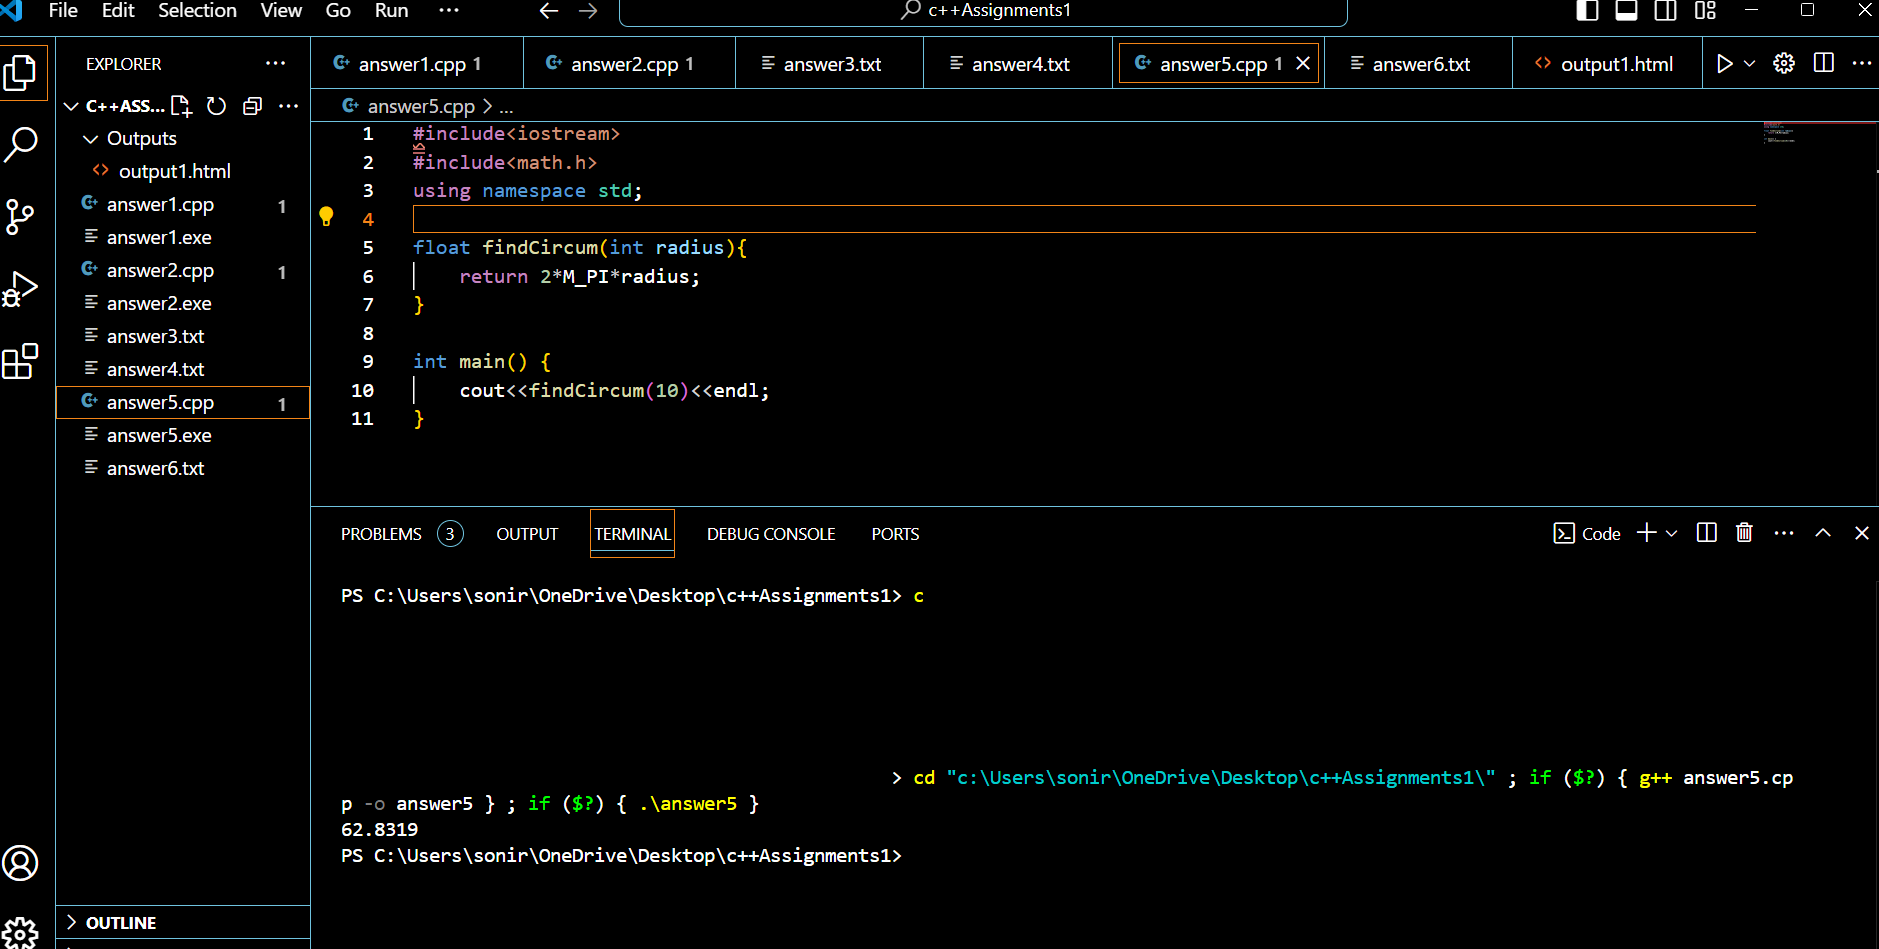 File Edit Selection View Go Run ···
c++Assignments1
EXPLORER ···
C++ASS... ···
Outputs
output1.html
answer1.cpp 1
answer1.exe
answer2.cpp 1
answer2.exe
answer3.txt
answer4.txt
answer5.cpp 1
answer5.exe
answer6.txt
OUTLINE
answer1.cpp 1 answer2.cpp 1 answer3.txt answer4.txt answer5.cpp 1 answer6.txt output1.html ···
answer5.cpp > ...
1 #include<iostream>
2 #include<math.h>
3 using namespace std;
4
5 float findCircum(int radius){
6 return 2*M_PI*radius;
7 }
8
9 int main() {
10 cout<<findCircum(10)<<endl;
11 }
PROBLEMS 3 OUTPUT TERMINAL DEBUG CONSOLE PORTS Code ···
PS C:\Users\sonir\OneDrive\Desktop\c++Assignments1> c
> cd "c:\Users\sonir\OneDrive\Desktop\c++Assignments1\" ; if ($?) { g++ answer5.cp
p -o answer5 } ; if ($?) { .\answer5 }
62.8319
PS C:\Users\sonir\OneDrive\Desktop\c++Assignments1>